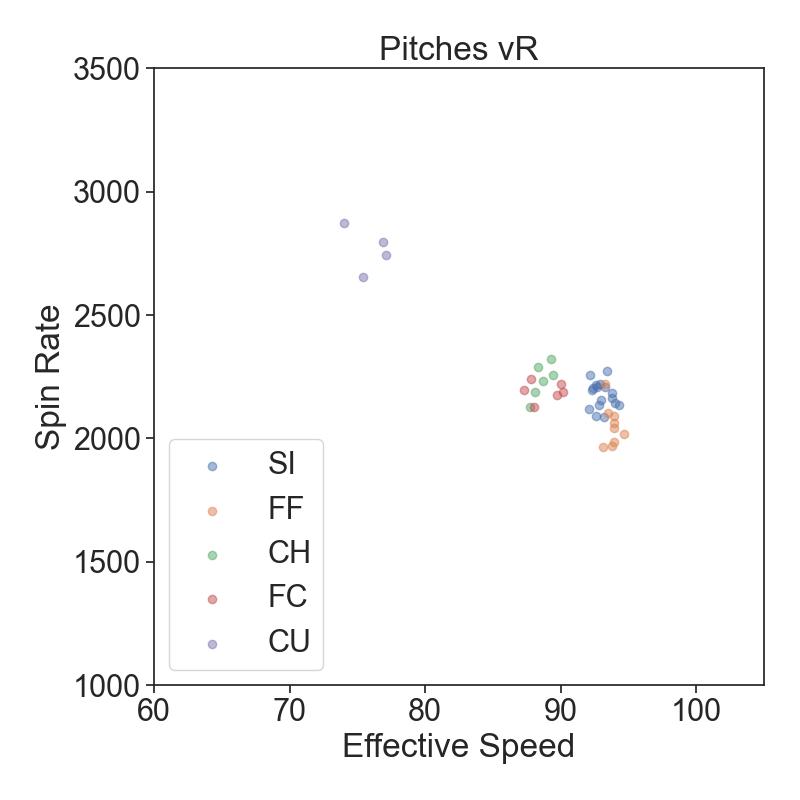 Pitches vR
3500
3000
2500
2000
1500
1000
Spin Rate
SI
FF
CH
FC
CU
60 70 80 90 100
Effective Speed